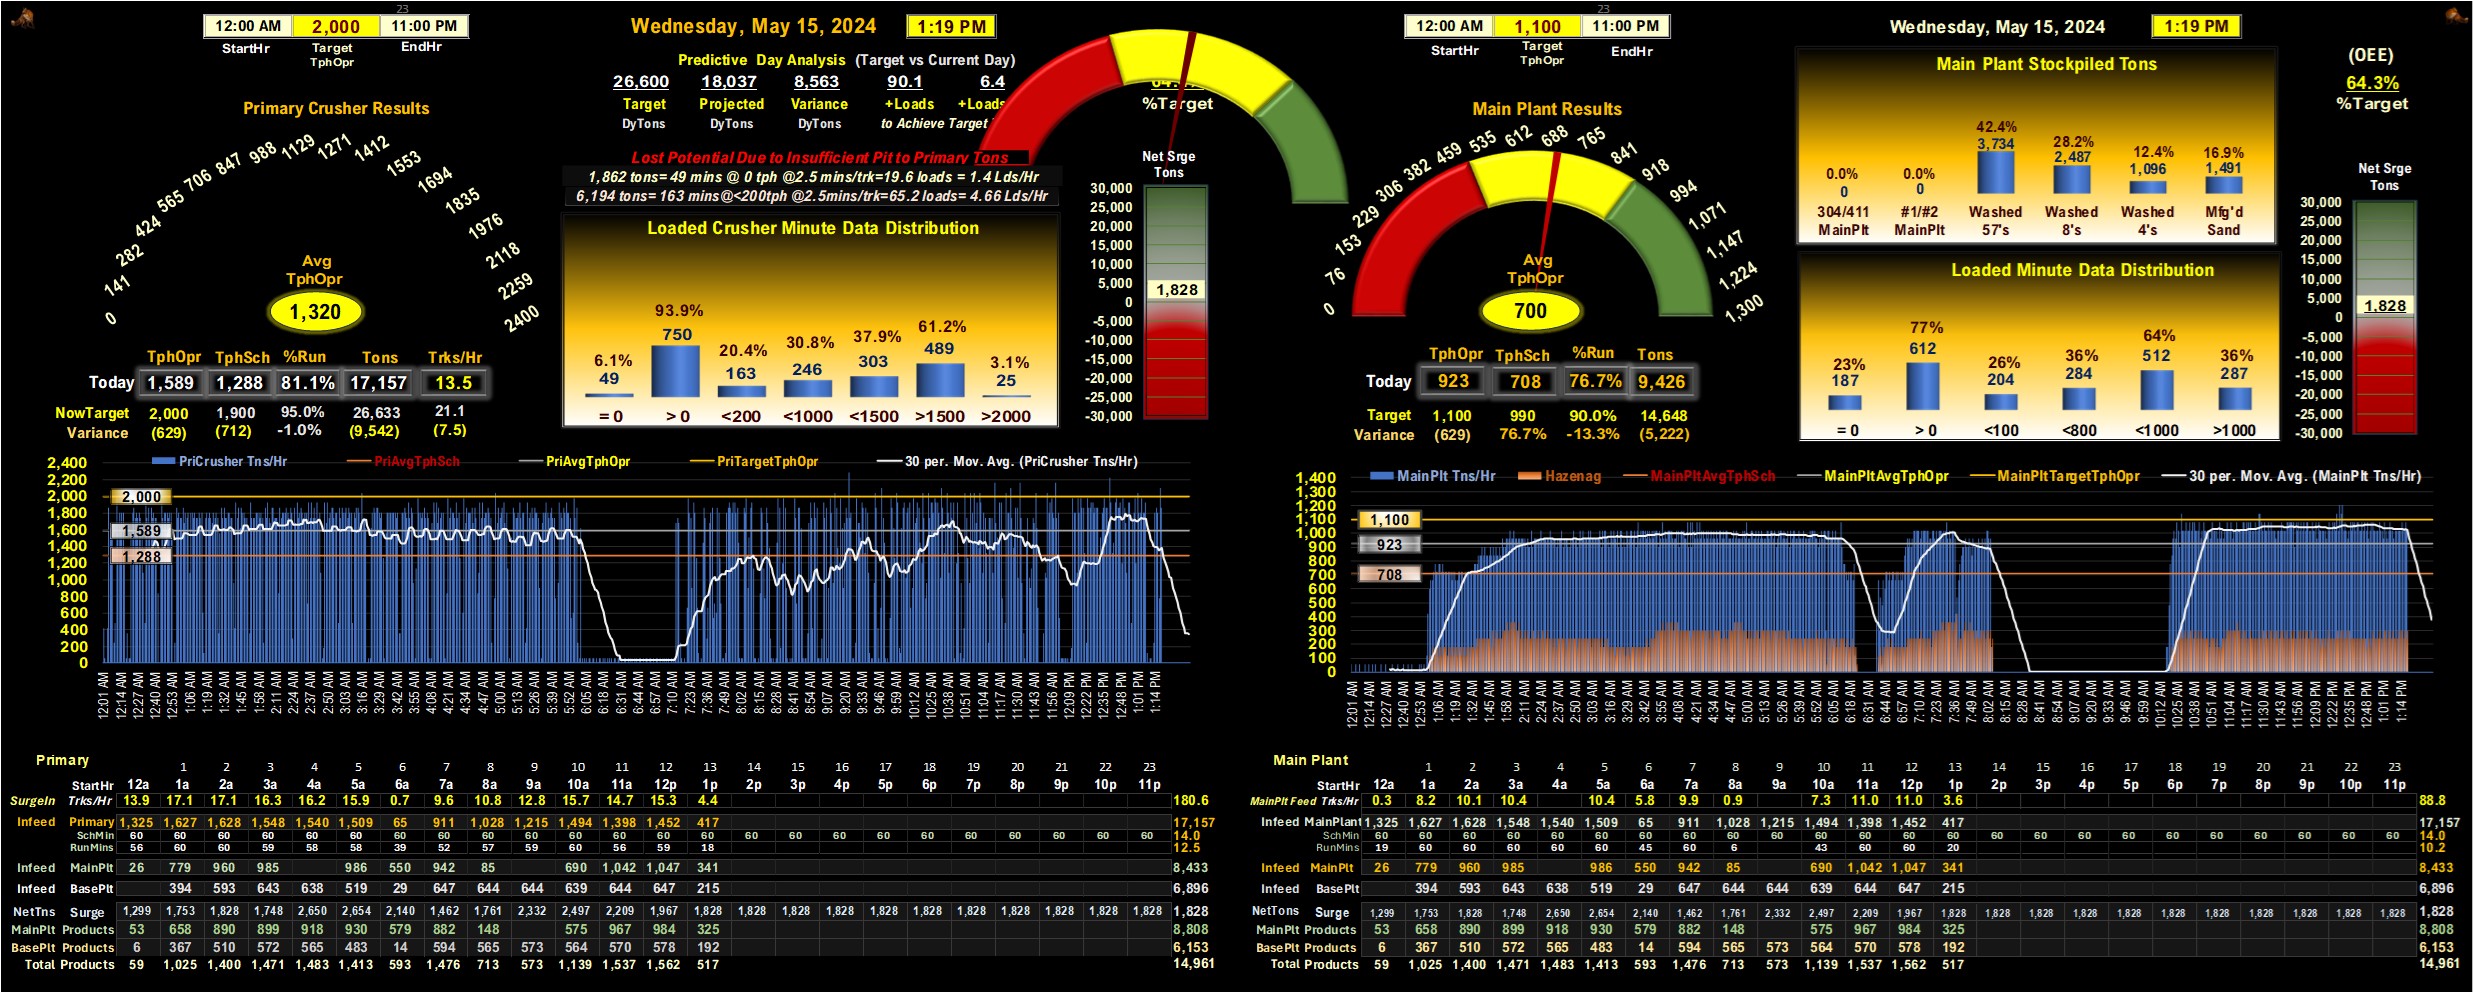 23
12:00 AM 2,000 11:00 PM
StartHr Target TphOpr EndHr
Primary Crusher Results
0 141 282 424 565 706 847 988 1129 1271 1412 1553 1694 1835 1976 2118 2259 2400
Avg
TphOpr
1,320
TphOpr TphSch %Run Tons Trks/Hr
Today 1,589 1,288 81.1% 17,157 13.5
NowTarget 2,000 1,900 95.0% 26,633 21.1
Variance (629) (712) -1.0% (9,542) (7.5)
Wednesday, May 15, 2024 1:19 PM
Predictive Day Analysis (Target vs Current Day)
26,600 18,037 8,563 90.1 6.4
Target Projected Variance +Loads +Loads
DyTons DyTons DyTons to Achieve Target
%Target
Lost Potential Due to Insufficient Pit to Primary Tons
1,862 tons= 49 mins @ 0 tph @2.5 mins/trk=19.6 loads = 1.4 Lds/Hr
6,194 tons= 163 mins@<200tph @2.5mins/trk=65.2 loads= 4.66 Lds/Hr
Loaded Crusher Minute Data Distribution
6.1% 93.9% 20.4% 30.8% 37.9% 61.2% 3.1%
49 750 163 246 303 489 25
= 0 > 0 <200 <1000 <1500 >1500 >2000
Net Srge
Tons
30,000
25,000
20,000
15,000
10,000
5,000
1,828
0
-5,000
-10,000
-15,000
-20,000
-25,000
-30,000
PriCrusher Tns/Hr PriAvgTphSch PriAvgTphOpr PriTargetTphOpr 30 per. Mov. Avg. (PriCrusher Tns/Hr)
2,400
2,200
2,000
1,800
1,600
1,400
1,200
1,000
800
600
400
200
0
2,000
1,589
1,288
12:01 AM 12:14 AM 12:27 AM 12:40 AM 12:53 AM 1:06 AM 1:19 AM 1:32 AM 1:45 AM 1:58 AM 2:11 AM 2:24 AM 2:37 AM 2:50 AM 3:03 AM 3:16 AM 3:29 AM 3:42 AM 3:55 AM 4:08 AM 4:21 AM 4:34 AM 4:47 AM 5:00 AM 5:13 AM 5:26 AM 5:39 AM 5:52 AM 6:05 AM 6:18 AM 6:31 AM 6:44 AM 6:57 AM 7:10 AM 7:23 AM 7:36 AM 7:49 AM 8:02 AM 8:15 AM 8:28 AM 8:41 AM 8:54 AM 9:07 AM 9:20 AM 9:33 AM 9:46 AM 9:59 AM 10:12 AM 10:25 AM 10:38 AM 10:51 AM 11:04 AM 11:17 AM 11:30 AM 11:43 AM 11:56 AM 12:09 PM 12:22 PM 12:35 PM 12:48 PM 1:01 PM 1:14 PM
Primary
1 2 3 4 5 6 7 8 9 10 11 12 13 14 15 16 17 18 19 20 21 22 23
StartHr 12a 1a 2a 3a 4a 5a 6a 7a 8a 9a 10a 11a 12p 1p 2p 3p 4p 5p 6p 7p 8p 9p 10p 11p
SurgeIn Trks/Hr 13.9 17.1 17.1 16.3 16.2 15.9 0.7 9.6 10.8 12.8 15.7 14.7 15.3 4.4 180.6
Infeed Primary 1,325 1,627 1,628 1,548 1,540 1,509 65 911 1,028 1,215 1,494 1,398 1,452 417 17,157
SchMin 60 60 60 60 60 60 60 60 60 60 60 60 60 60 60 60 60 60 60 60 60 60 60 60 14.0
RunMins 56 60 60 59 58 58 39 52 57 59 60 56 59 18 12.5
Infeed MainPlt 26 779 960 985 986 550 942 85 690 1,042 1,047 341 8,433
Infeed BasePlt 394 593 643 638 519 29 647 644 644 639 644 647 215 6,896
NetTns Surge 1,299 1,753 1,828 1,748 2,650 2,654 2,140 1,462 1,761 2,332 2,497 2,209 1,967 1,828 1,828 1,828 1,828 1,828 1,828 1,828 1,828 1,828 1,828 1,828 1,828
MainPlt Products 53 658 890 899 918 930 579 882 148 575 967 984 325 8,808
BasePlt Products 6 367 510 572 565 483 14 594 565 573 564 570 578 192 6,153
Total Products 59 1,025 1,400 1,471 1,483 1,413 593 1,476 713 573 1,139 1,537 1,562 517 14,961
23
12:00 AM 1,100 11:00 PM
StartHr Target TphOpr EndHr
Main Plant Results
0 76 153 229 306 382 459 535 612 688 765 841 918 994 1,071 1,147 1,224 1,300
Avg
TphOpr
700
TphOpr TphSch %Run Tons
Today 923 708 76.7% 9,426
Target 1,100 990 90.0% 14,648
Variance (629) 76.7% -13.3% (5,222)
Wednesday, May 15, 2024 1:19 PM
Main Plant Stockpiled Tons
0.0% 0.0% 42.4% 28.2% 12.4% 16.9%
0 0 3,734 2,487 1,096 1,491
304/411 #1/#2 Washed Washed Washed Mfg'd
MainPlt MainPlt 57's 8's 4's Sand
(OEE)
64.3%
%Target
Loaded Minute Data Distribution
23% 77% 26% 36% 64% 36%
187 612 204 284 512 287
= 0 > 0 <100 <800 <1000 >1000
Net Srge
Tons
30,000
25,000
20,000
15,000
10,000
5,000
1,828
0
-5,000
-10,000
-15,000
-20,000
-25,000
-30,000
MainPlt Tns/Hr Hazenag MainPltAvgTphSch MainPltAvgTphOpr MainPltTargetTphOpr 30 per. Mov. Avg. (MainPlt Tns/Hr)
1,400
1,300
1,200
1,100
1,000
900
800
700
600
500
400
300
200
100
0
1,100
923
708
12:01 AM 12:14 AM 12:27 AM 12:40 AM 12:53 AM 1:06 AM 1:19 AM 1:32 AM 1:45 AM 1:58 AM 2:11 AM 2:24 AM 2:37 AM 2:50 AM 3:03 AM 3:16 AM 3:29 AM 3:42 AM 3:55 AM 4:08 AM 4:21 AM 4:34 AM 4:47 AM 5:00 AM 5:13 AM 5:26 AM 5:39 AM 5:52 AM 6:05 AM 6:18 AM 6:31 AM 6:44 AM 6:57 AM 7:10 AM 7:23 AM 7:36 AM 7:49 AM 8:02 AM 8:15 AM 8:28 AM 8:41 AM 8:54 AM 9:07 AM 9:20 AM 9:33 AM 9:46 AM 9:59 AM 10:12 AM 10:25 AM 10:38 AM 10:51 AM 11:04 AM 11:17 AM 11:30 AM 11:43 AM 11:56 AM 12:09 PM 12:22 PM 12:35 PM 12:48 PM 1:01 PM 1:14 PM
Main Plant
1 2 3 4 5 6 7 8 9 10 11 12 13 14 15 16 17 18 19 20 21 22 23
StartHr 12a 1a 2a 3a 4a 5a 6a 7a 8a 9a 10a 11a 12p 1p 2p 3p 4p 5p 6p 7p 8p 9p 10p 11p
MainPlt Feed Trks/Hr 0.3 8.2 10.1 10.4 10.4 5.8 9.9 0.9 7.3 11.0 11.0 3.6 88.8
Infeed MainPlant 1,325 1,627 1,628 1,548 1,540 1,509 65 911 1,028 1,215 1,494 1,398 1,452 417 17,157
SchMin 60 60 60 60 60 60 60 60 60 60 60 60 60 60 60 60 60 60 60 60 60 60 60 60 14.0
RunMins 19 60 60 60 60 60 45 60 6 43 60 60 20 10.2
Infeed MainPlt 26 779 960 985 986 550 942 85 690 1,042 1,047 341 8,433
Infeed BasePlt 394 593 643 638 519 29 647 644 644 639 644 647 215 6,896
NetTons Surge 1,299 1,753 1,828 1,748 2,650 2,654 2,140 1,462 1,761 2,332 2,497 2,209 1,967 1,828 1,828 1,828 1,828 1,828 1,828 1,828 1,828 1,828 1,828 1,828 1,828
MainPlt Products 53 658 890 899 918 930 579 882 148 575 967 984 325 8,808
BasePlt Products 6 367 510 572 565 483 14 594 565 573 564 570 578 192 6,153
Total Products 59 1,025 1,400 1,471 1,483 1,413 593 1,476 713 573 1,139 1,537 1,562 517 14,961